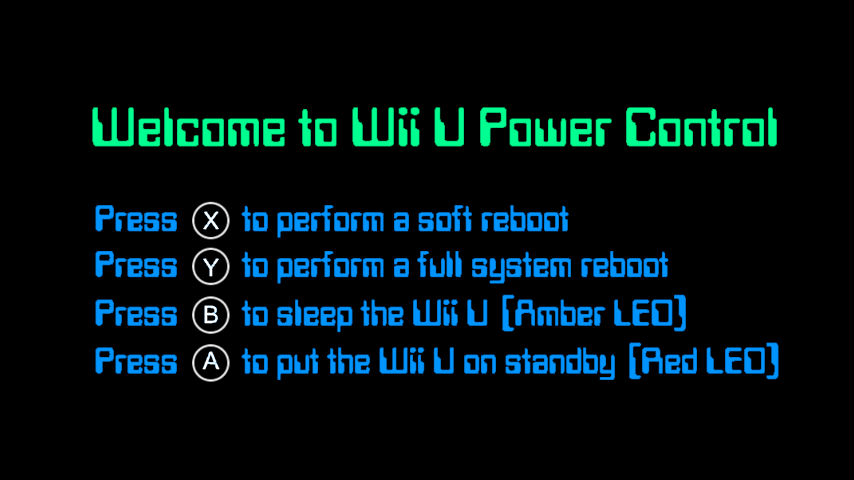 Welcome to Wii U Power Control
Press X to perform a soft reboot
Press Y to perform a full system reboot
Press B to sleep the Wii U [Amber LED]
Press A to put the Wii U on standby [Red LED]